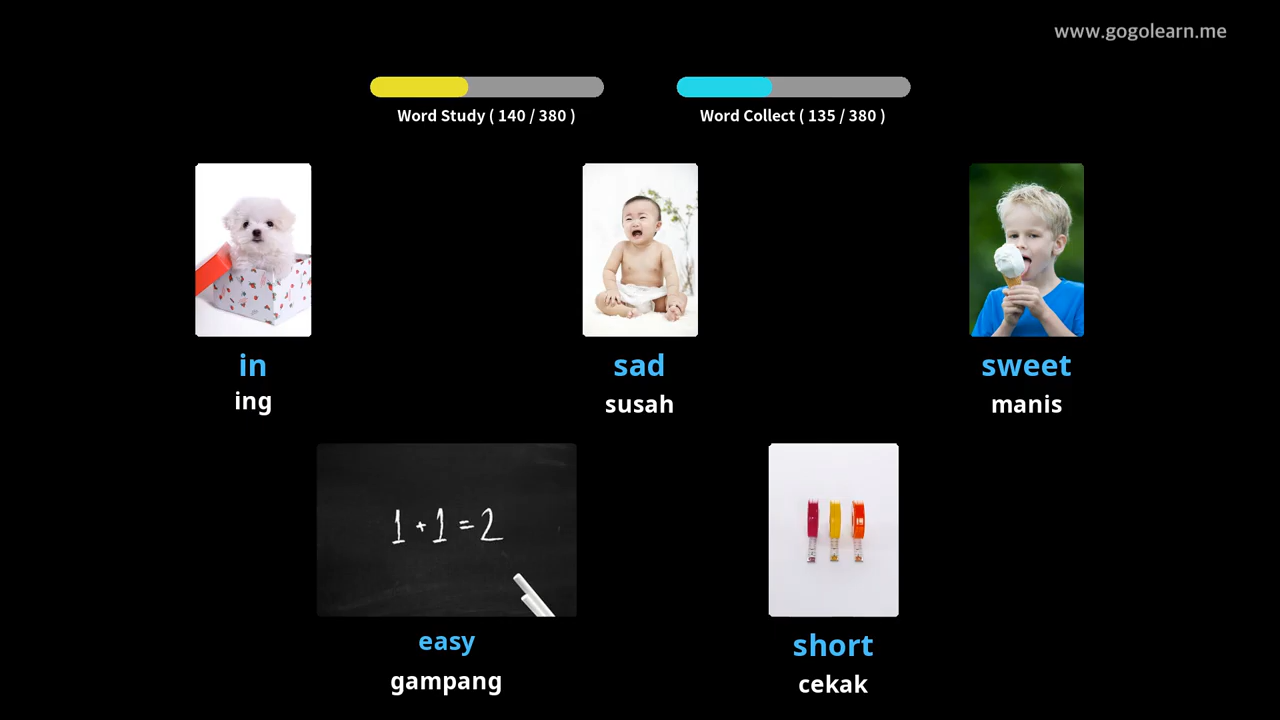 www.gogolearn.me
Word Study ( 140 / 380 )
Word Collect ( 135 / 380 )
in
ing
sad
susah
sweet
manis
1 + 1 = 2
easy
gampang
short
cekak